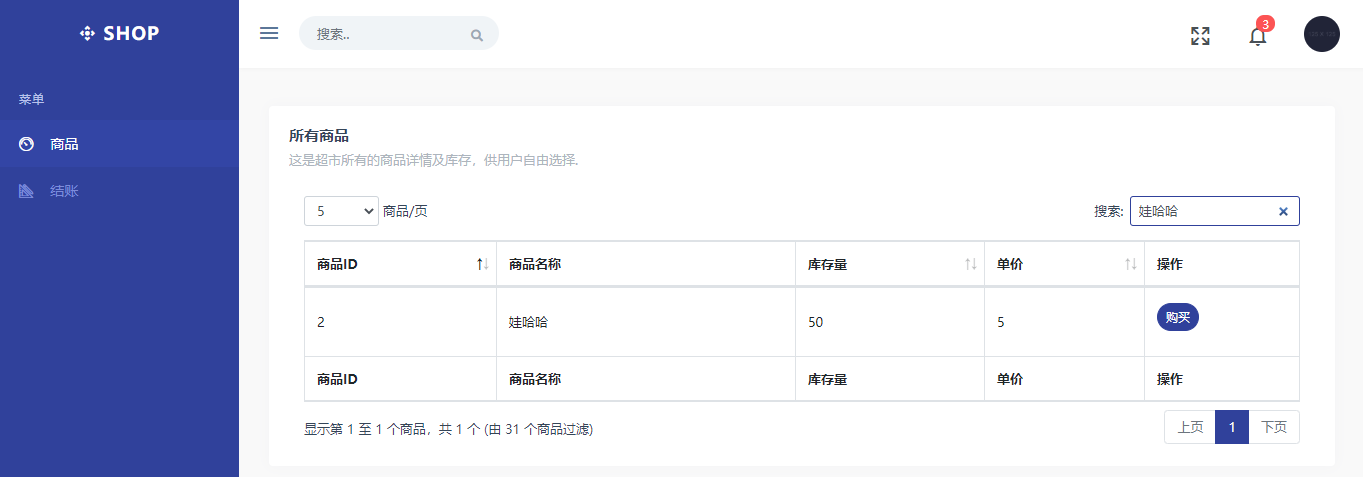 SHOP
搜索..
3
菜单
商品
结账
所有商品
这是超市所有的商品详情及库存，供用户自由选择.
5 商品/页
搜索: 娃哈哈
商品ID 商品名称 库存量 单价 操作
2 娃哈哈 50 5 购买
商品ID 商品名称 库存量 单价 操作
显示第 1 至 1 个商品，共 1 个 (由 31 个商品过滤)
上页 1 下页